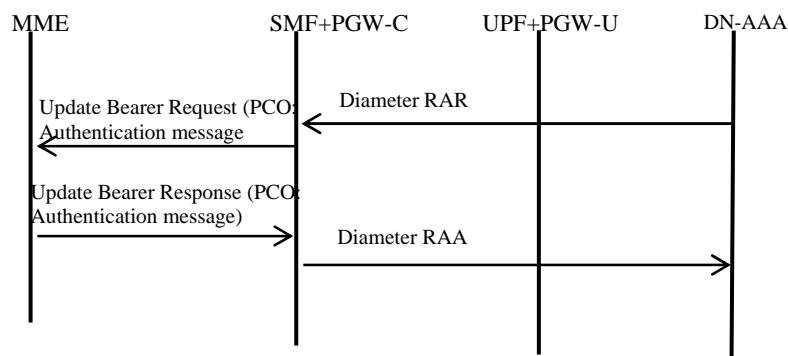 MME
SMF+PGW-C
UPF+PGW-U
DN-AAA
Diameter RAR
Update Bearer Request (PCO:
Authentication message
Update Bearer Response (PCO:
Authentication message)
Diameter RAA